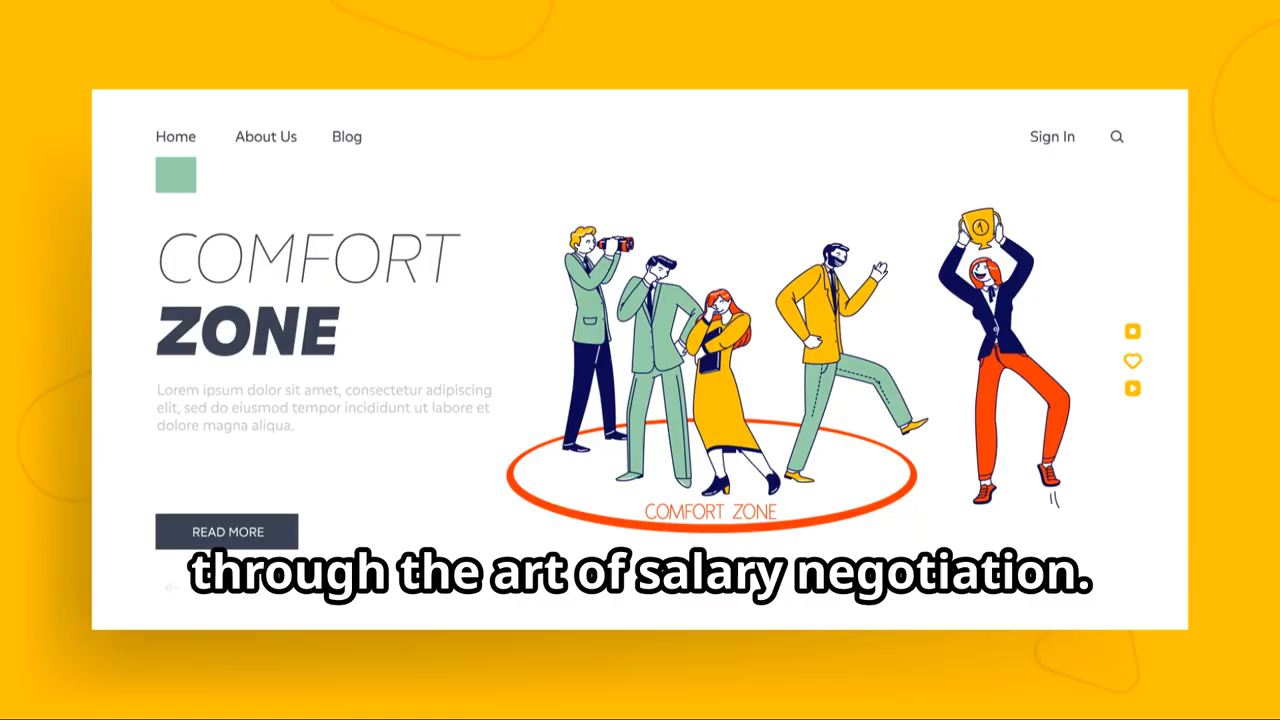 Home About Us Blog Sign In
COMFORT
ZONE
Lorem ipsum dolor sit amet, consectetur adipiscing
elit, sed do eiusmod tempor incididunt ut labore et
dolore magna aliqua.
1
COMFORT ZONE
READ MORE
through the art of salary negotiation.